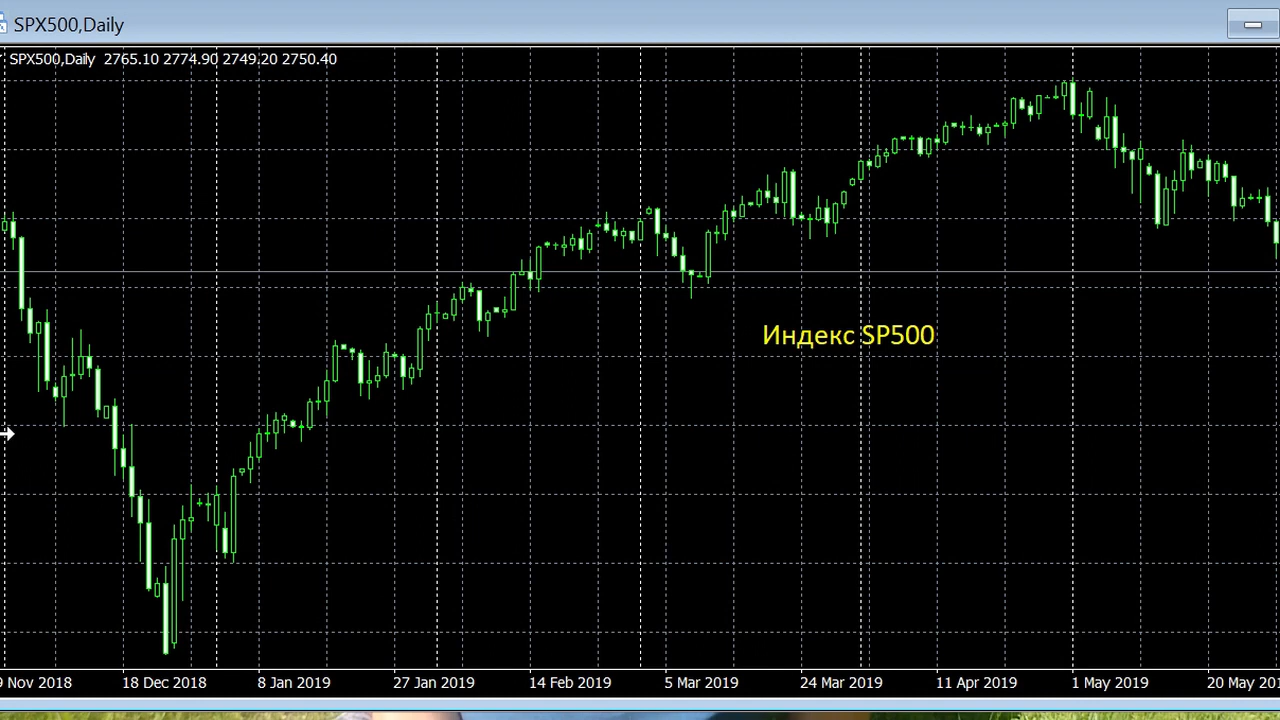 SPX500,Daily
SPX500,Daily 2765.10 2774.90 2749.20 2750.40
Индекс SP500
9 Nov 2018 18 Dec 2018 8 Jan 2019 27 Jan 2019 14 Feb 2019 5 Mar 2019 24 Mar 2019 11 Apr 2019 1 May 2019 20 May 201